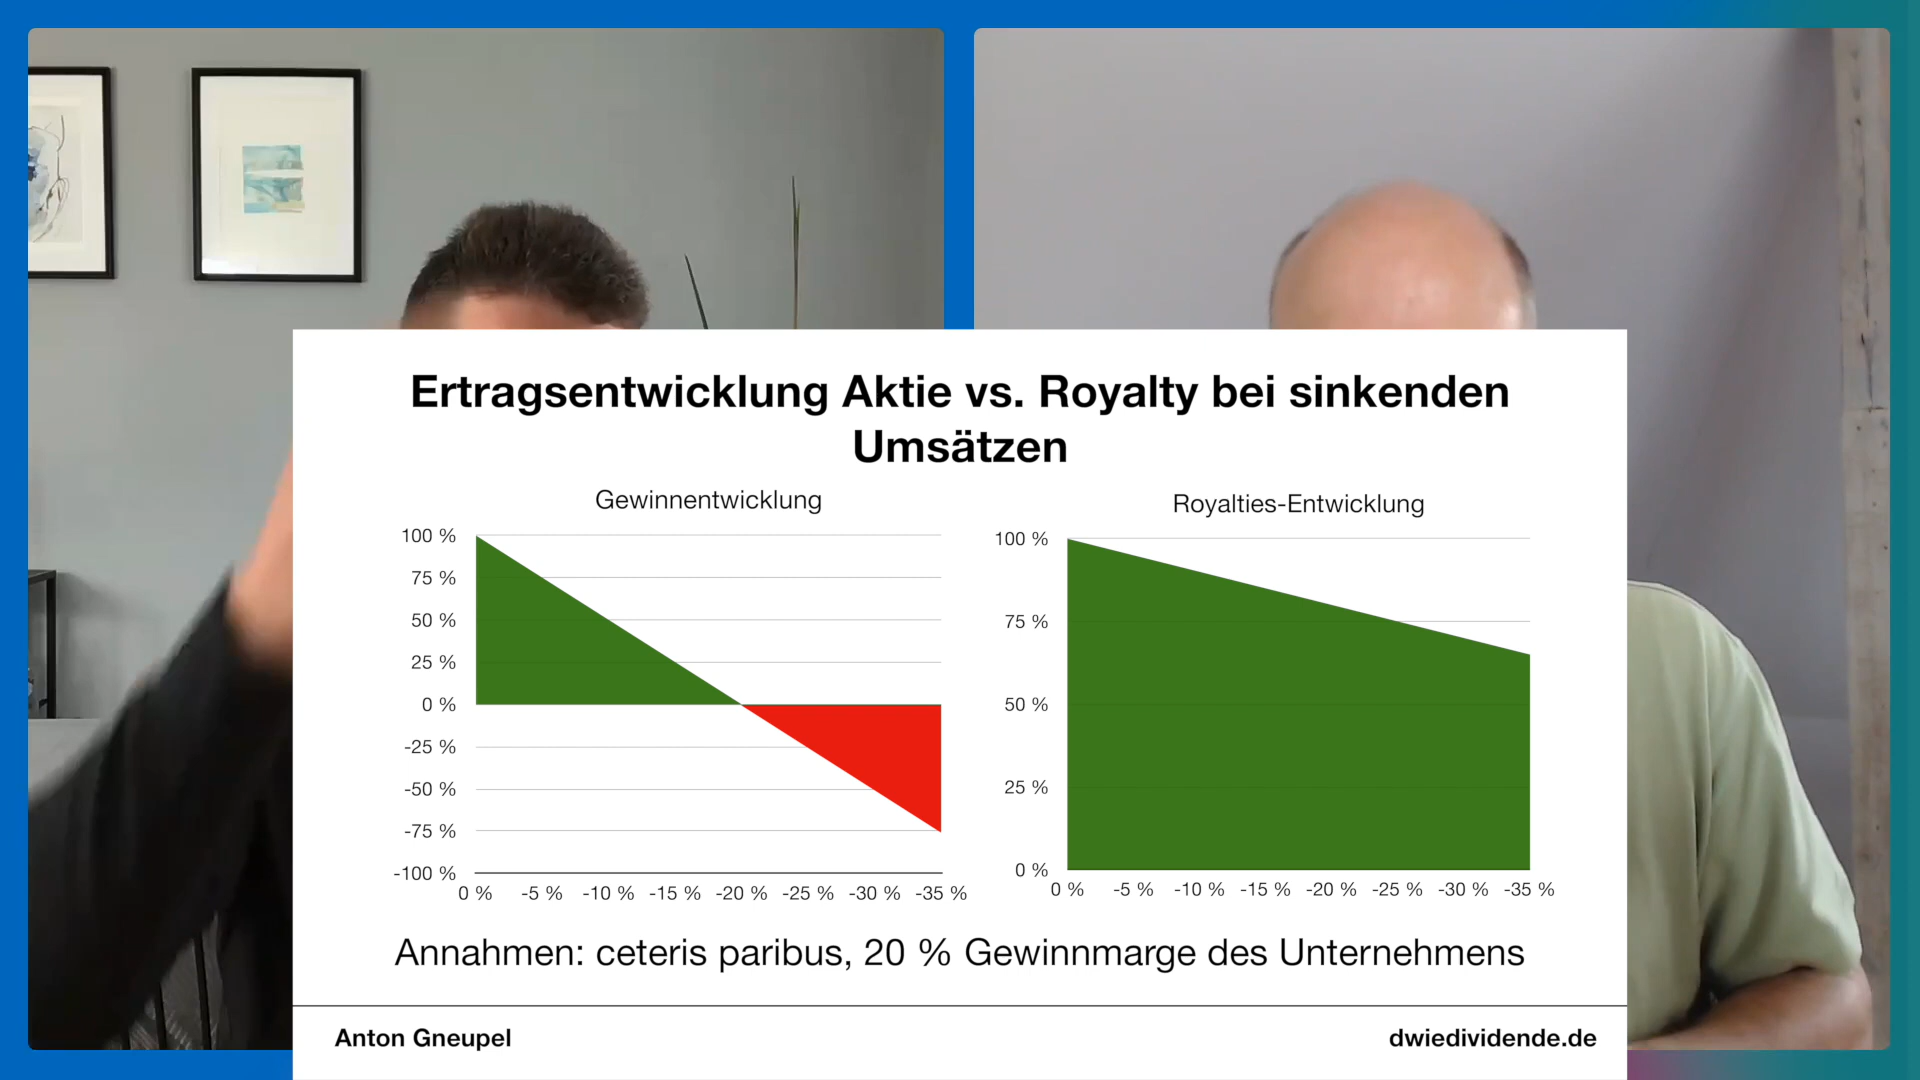 Ertragsentwicklung Aktie vs. Royalty bei sinkenden
Umsätzen
Gewinnentwicklung
100 %
75 %
50 %
25 %
0 %
-25 %
-50 %
-75 %
-100 %
0 % -5 % -10 % -15 % -20 % -25 % -30 % -35 %
Royalties-Entwicklung
100 %
75 %
50 %
25 %
0 %
0 % -5 % -10 % -15 % -20 % -25 % -30 % -35 %
Annahmen: ceteris paribus, 20 % Gewinnmarge des Unternehmens
Anton Gneupel
dwiedividende.de